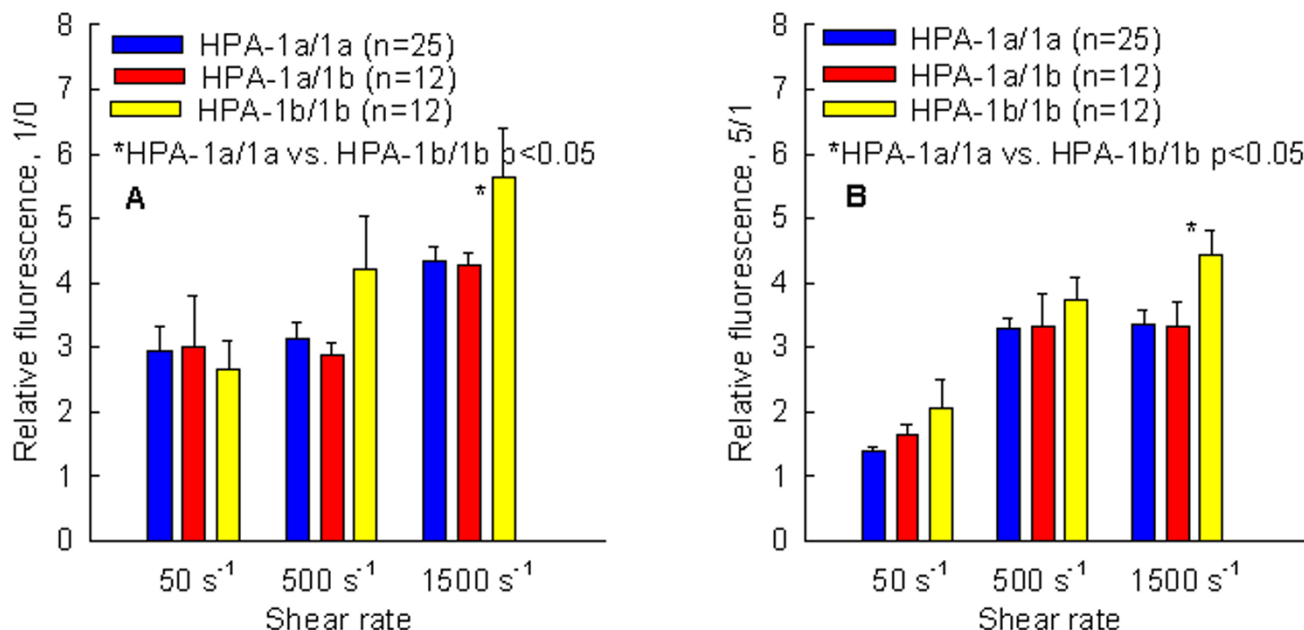 8
7
6
5
4
3
2
1
0
Relative fluorescence, 1/0
HPA-1a/1a (n=25)
HPA-1a/1b (n=12)
HPA-1b/1b (n=12)
*HPA-1a/1a vs. HPA-1b/1b p<0.05
A
*
50 s⁻¹ 500 s⁻¹ 1500 s⁻¹
Shear rate
8
7
6
5
4
3
2
1
0
Relative fluorescence, 5/1
HPA-1a/1a (n=25)
HPA-1a/1b (n=12)
HPA-1b/1b (n=12)
*HPA-1a/1a vs. HPA-1b/1b p<0.05
B
*
50 s⁻¹ 500 s⁻¹ 1500 s⁻¹
Shear rate